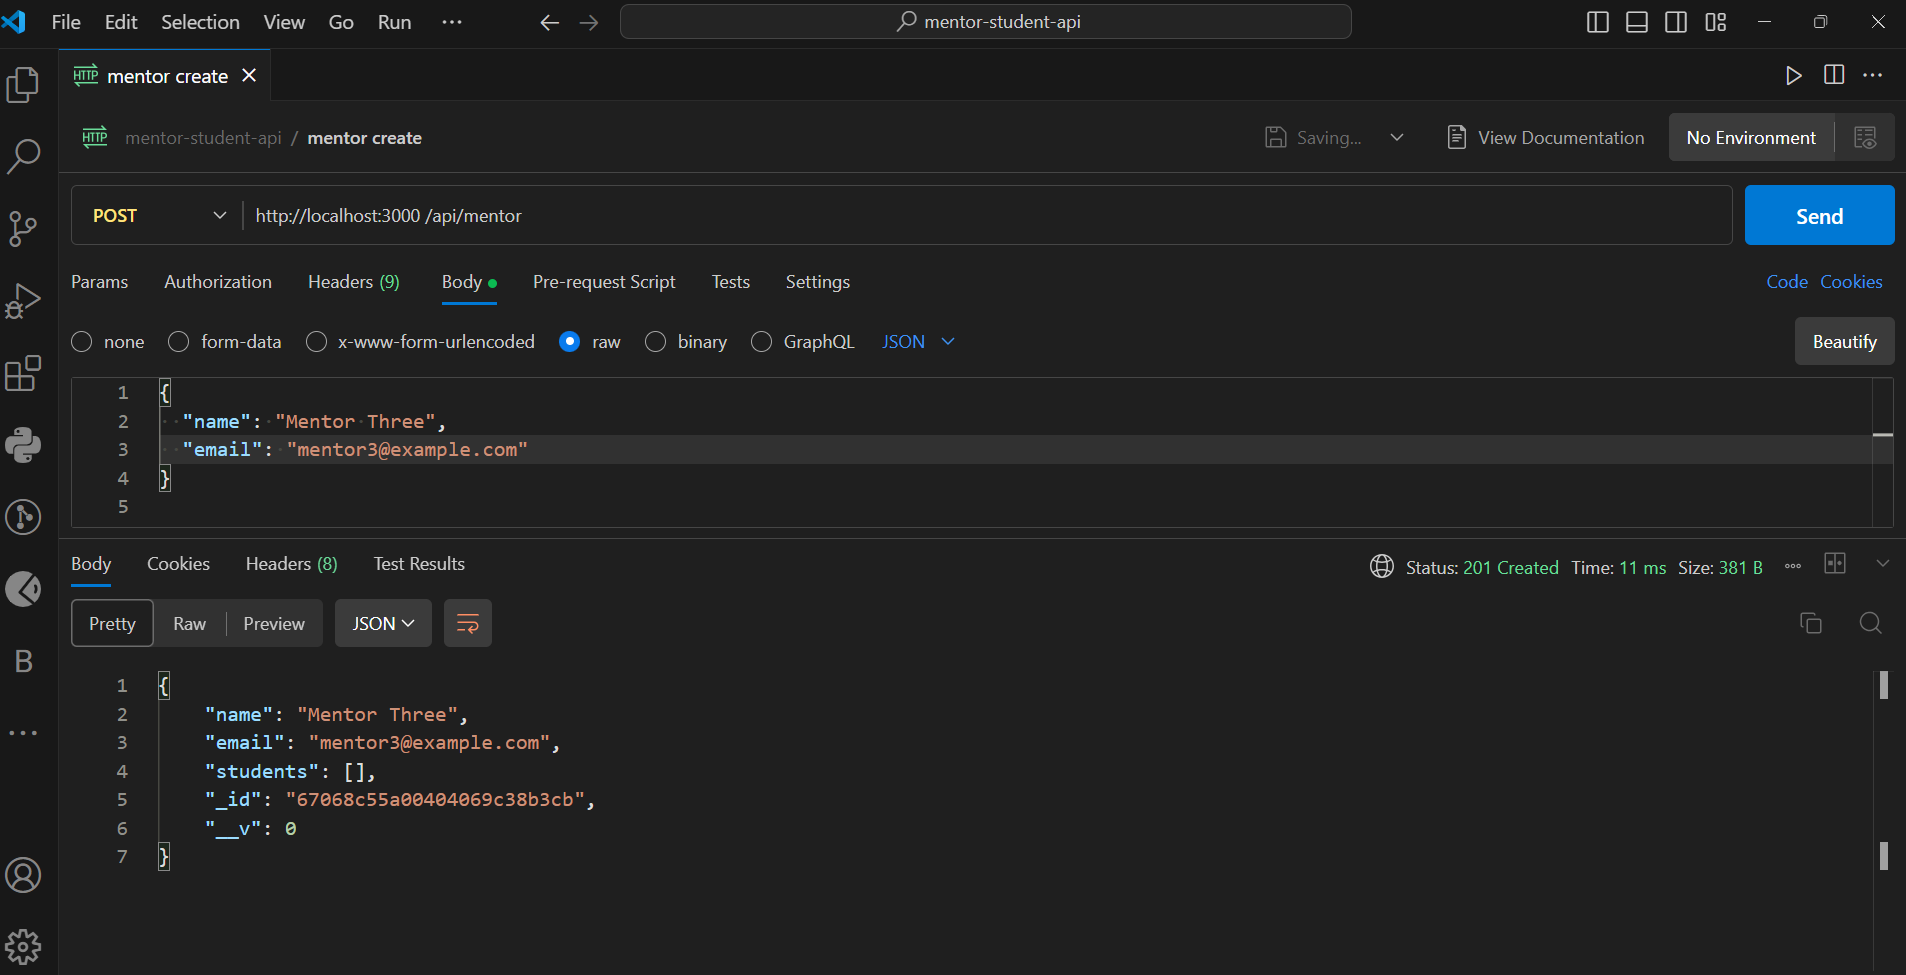 File Edit Selection View Go Run ···
mentor-student-api
HTTP mentor create
HTTP mentor-student-api / mentor create
Saving...
View Documentation
No Environment
POST
http://localhost:3000 /api/mentor
Send
Params Authorization Headers (9) Body Pre-request Script Tests Settings
Code Cookies
none form-data x-www-form-urlencoded raw binary GraphQL JSON
Beautify
1 {
2 "name": "Mentor Three",
3 "email": "mentor3@example.com"
4 }
5
Body Cookies Headers (8) Test Results
Status: 201 Created Time: 11 ms Size: 381 B
Pretty Raw Preview JSON
B
1 {
2 "name": "Mentor Three",
3 "email": "mentor3@example.com",
4 "students": [],
5 "_id": "67068c55a00404069c38b3cb",
6 "__v": 0
7 }